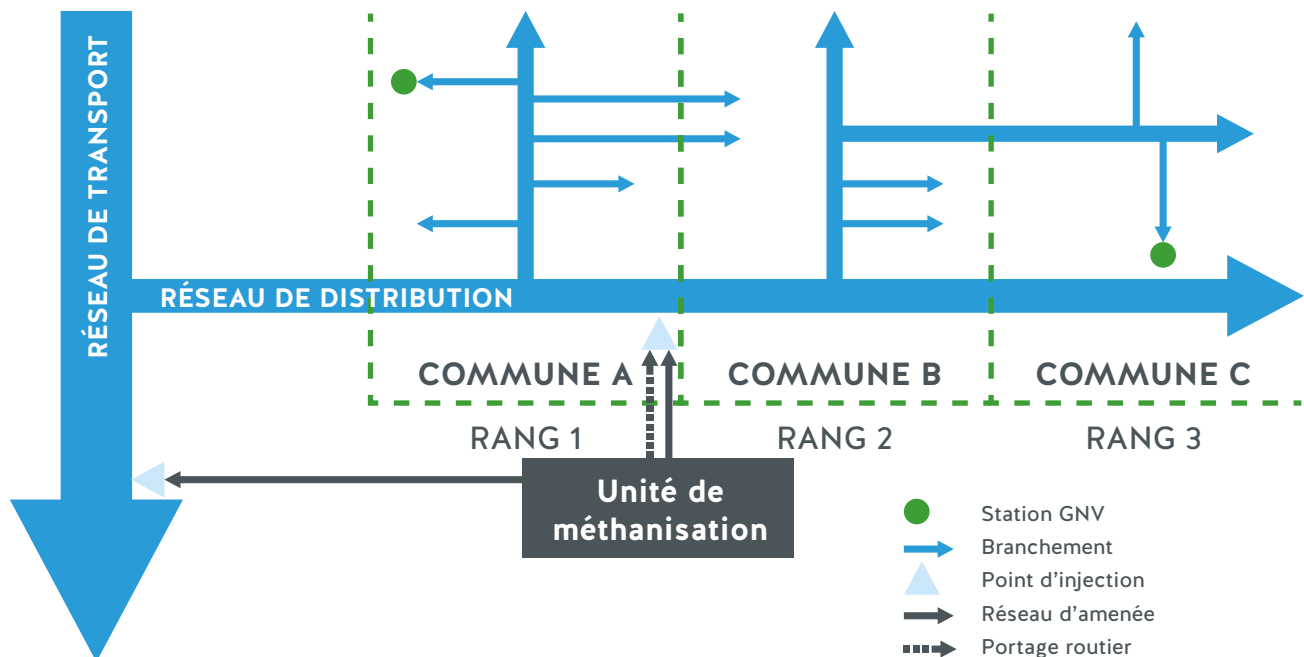 RÉSEAU DE TRANSPORT
RÉSEAU DE DISTRIBUTION
COMMUNE A
COMMUNE B
COMMUNE C
RANG 1
RANG 2
RANG 3
Unité de
méthanisation
Station GNV
Branchement
Point d'injection
Réseau d'amenée
Portage routier